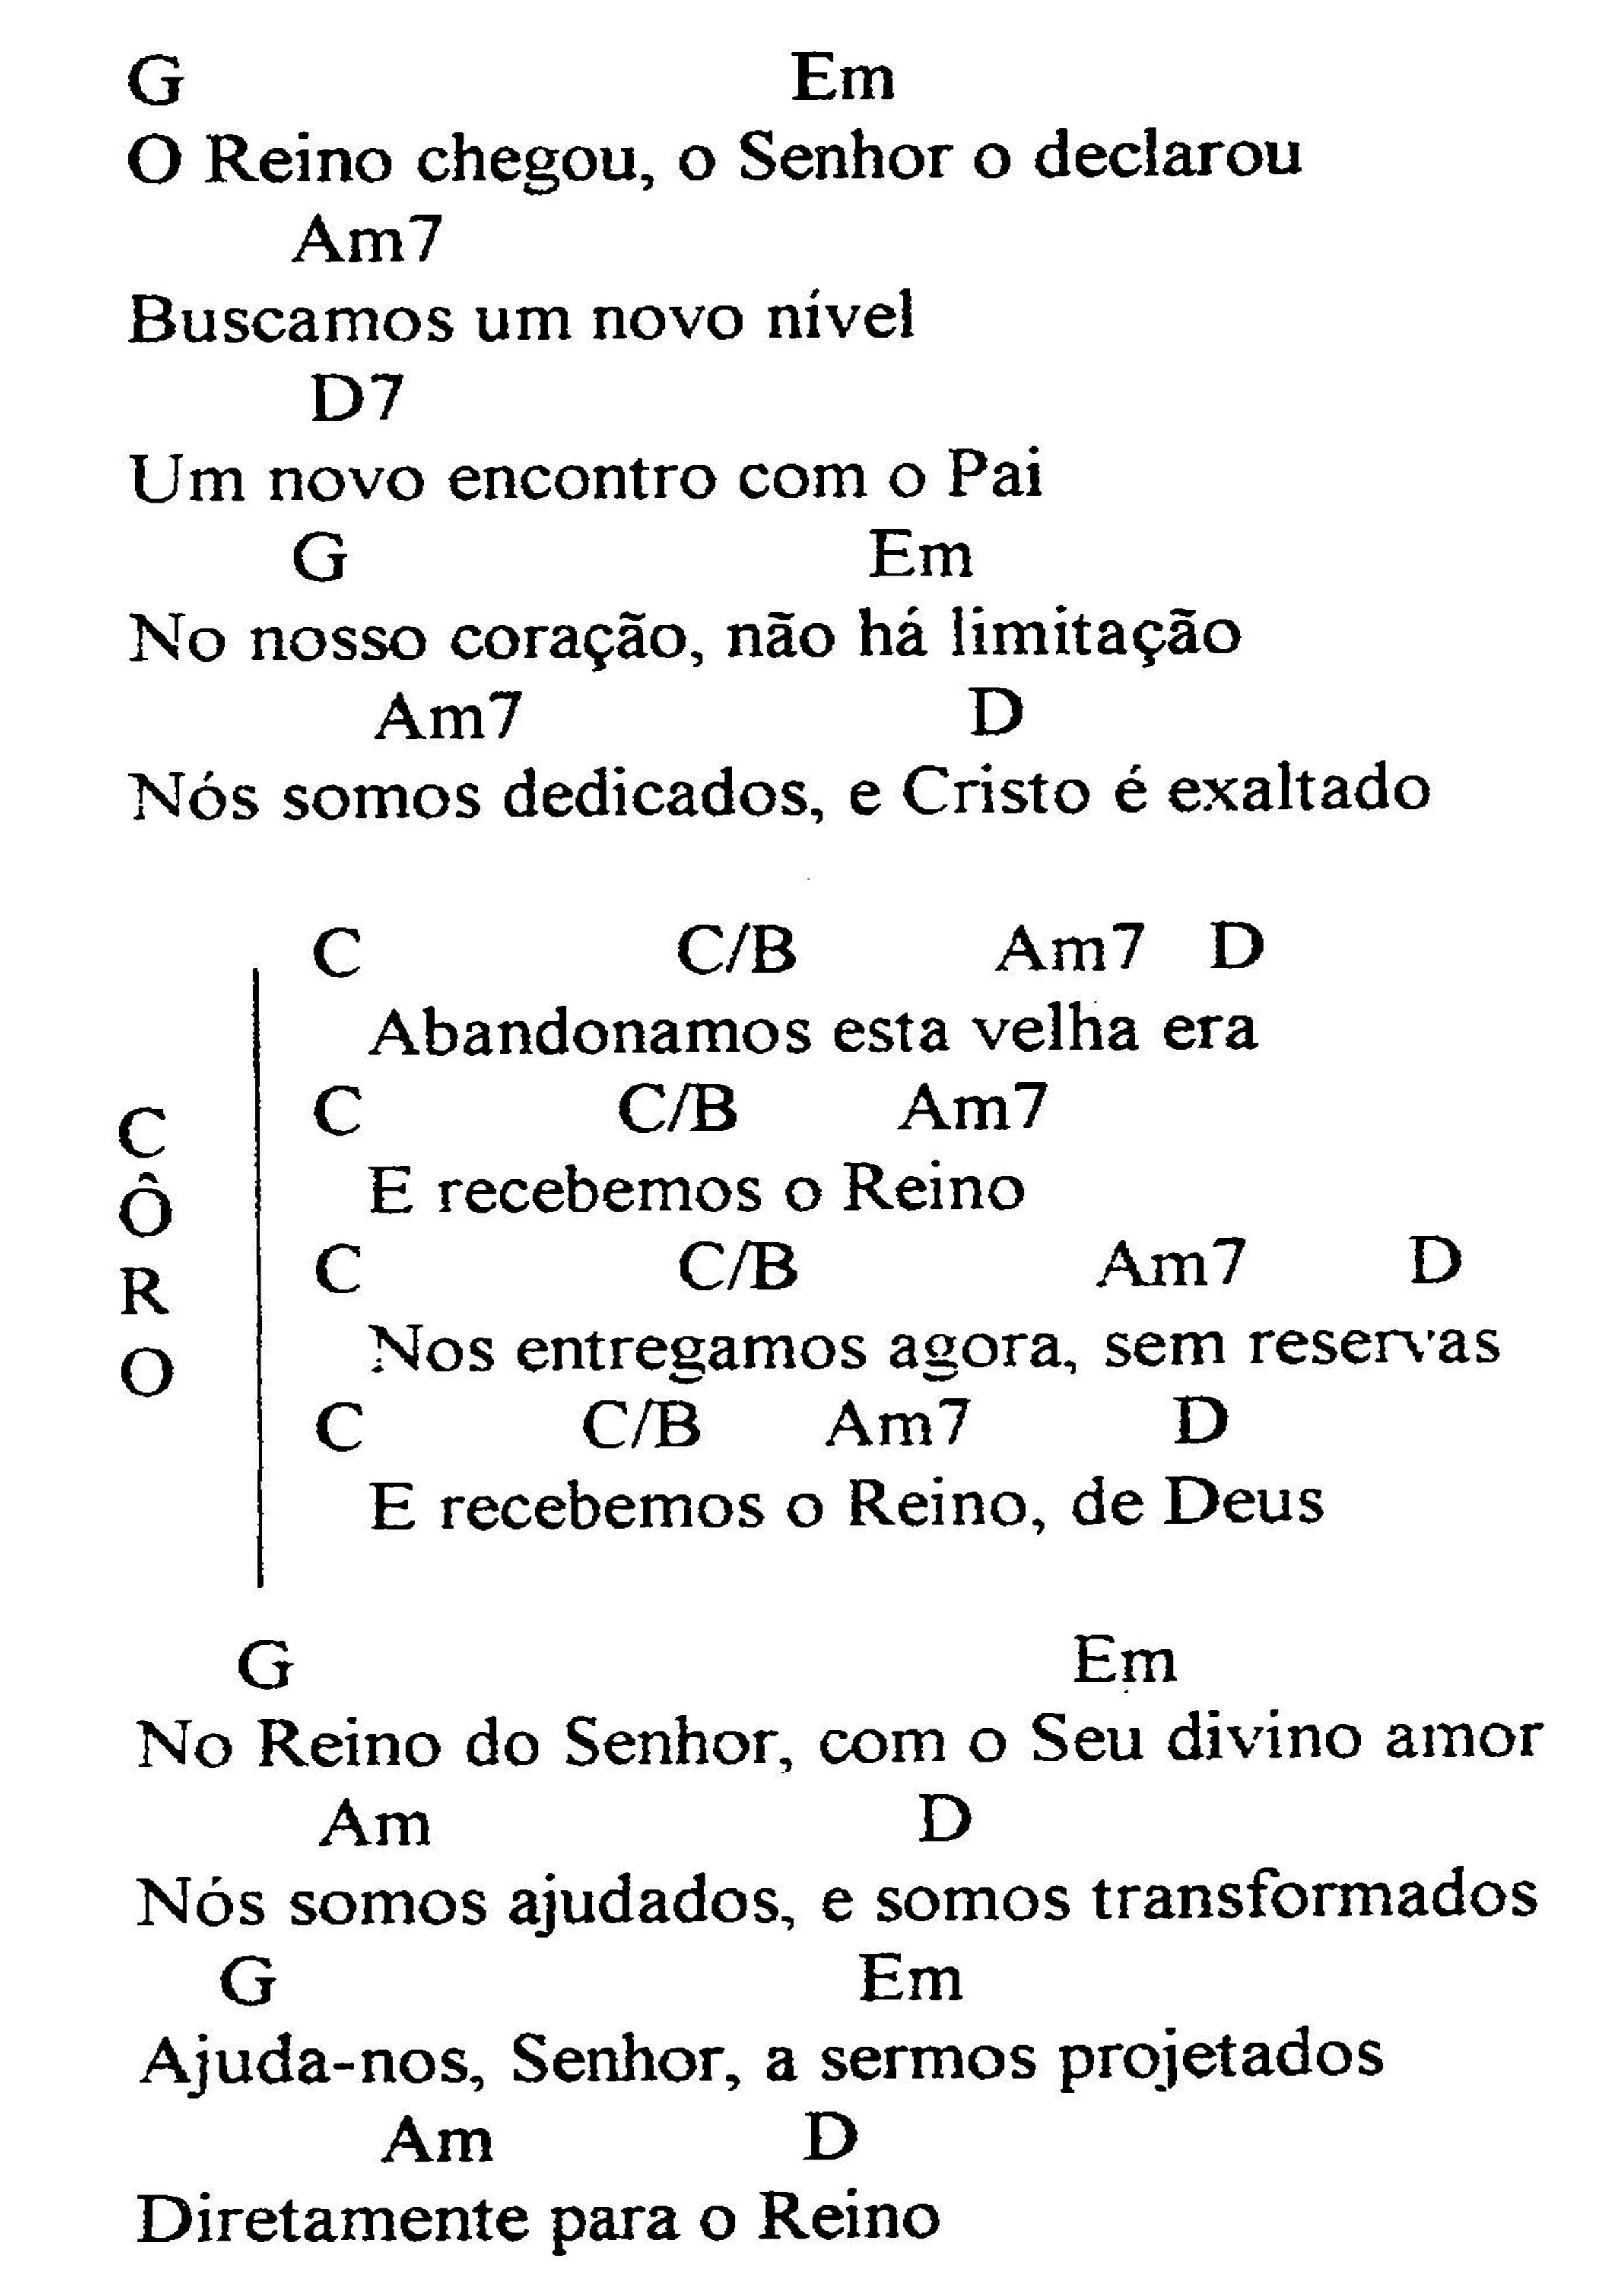 G Em
O Reino chegou, o Senhor o declarou
Am7
Buscamos um novo nível
D7
Um novo encontro com o Pai
G Em
No nosso coração, não há limitação
Am7 D
Nós somos dedicados, e Cristo é exaltado
CÔRO
C C/B Am7 D
Abandonamos esta velha era
C C/B Am7
E recebemos o Reino
C C/B Am7 D
Nos entregamos agora, sem reservas
C C/B Am7 D
E recebemos o Reino, de Deus
G Em
No Reino do Senhor, com o Seu divino amor
Am D
Nós somos ajudados, e somos transformados
G Em
Ajuda-nos, Senhor, a sermos projetados
Am D
Diretamente para o Reino